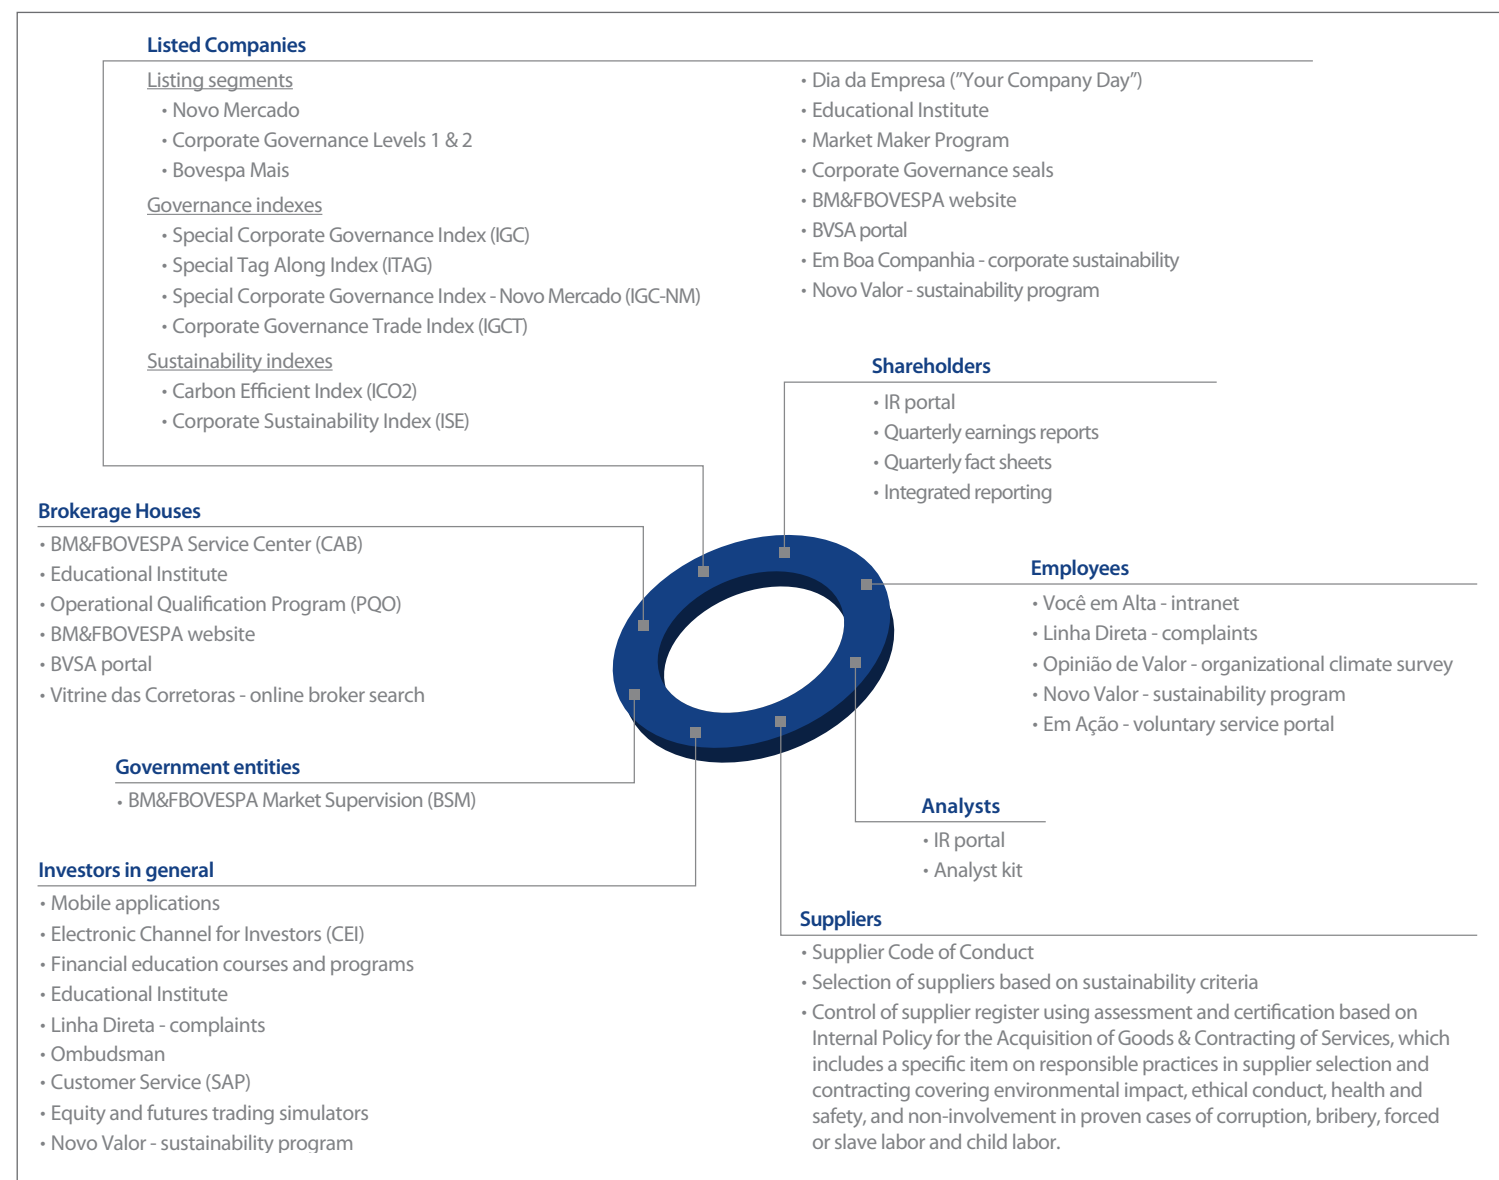 Listed Companies
Listing segments
• Novo Mercado
• Corporate Governance Levels 1 & 2
• Bovespa Mais
Governance indexes
• Special Corporate Governance Index (IGC)
• Special Tag Along Index (ITAG)
• Special Corporate Governance Index - Novo Mercado (IGC-NM)
• Corporate Governance Trade Index (IGCT)
Sustainability indexes
• Carbon Efficient Index (ICO2)
• Corporate Sustainability Index (ISE)
• Dia da Empresa (”Your Company Day”)
• Educational Institute
• Market Maker Program
• Corporate Governance seals
• BM&FBOVESPA website
• BVSA portal
• Em Boa Companhia - corporate sustainability
• Novo Valor - sustainability program
Shareholders
• IR portal
• Quarterly earnings reports
• Quarterly fact sheets
• Integrated reporting
Brokerage Houses
• BM&FBOVESPA Service Center (CAB)
• Educational Institute
• Operational Qualification Program (PQO)
• BM&FBOVESPA website
• BVSA portal
• Vitrine das Corretoras - online broker search
Employees
• Você em Alta - intranet
• Linha Direta - complaints
• Opinião de Valor - organizational climate survey
• Novo Valor - sustainability program
• Em Ação - voluntary service portal
Government entities
• BM&FBOVESPA Market Supervision (BSM)
Analysts
• IR portal
• Analyst kit
Investors in general
• Mobile applications
• Electronic Channel for Investors (CEI)
• Financial education courses and programs
• Educational Institute
• Linha Direta - complaints
• Ombudsman
• Customer Service (SAP)
• Equity and futures trading simulators
• Novo Valor - sustainability program
Suppliers
• Supplier Code of Conduct
• Selection of suppliers based on sustainability criteria
• Control of supplier register using assessment and certification based on
Internal Policy for the Acquisition of Goods & Contracting of Services, which
includes a specific item on responsible practices in supplier selection and
contracting covering environmental impact, ethical conduct, health and
safety, and non-involvement in proven cases of corruption, bribery, forced
or slave labor and child labor.